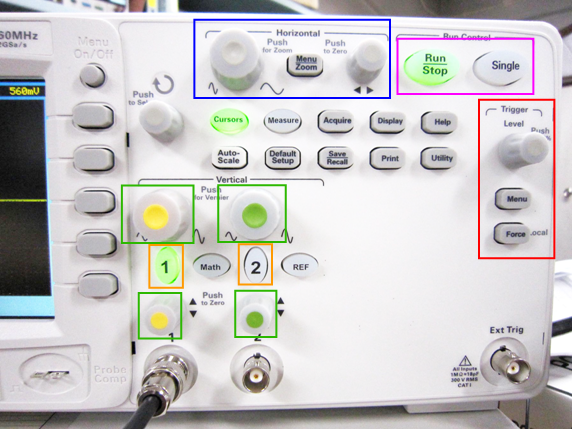 60MHz
2GSa/s
Menu
On/Off
560mV
Horizontal
Push
for Zoom
Menu
Zoom
Push
to Zero
Run Control
Run
Stop
Single
Push
to Select
Cursors
Measure
Acquire
Display
Help
Auto-
Scale
Default
Setup
Save
Recall
Print
Utility
Trigger
Level
Push
Menu
Force
Local
Vertical
Push
for Vernier
1
Math
2
REF
Push
to Zero
1
2
Probe
Comp
Ext Trig
All Inputs
300 V RMS
CAT I